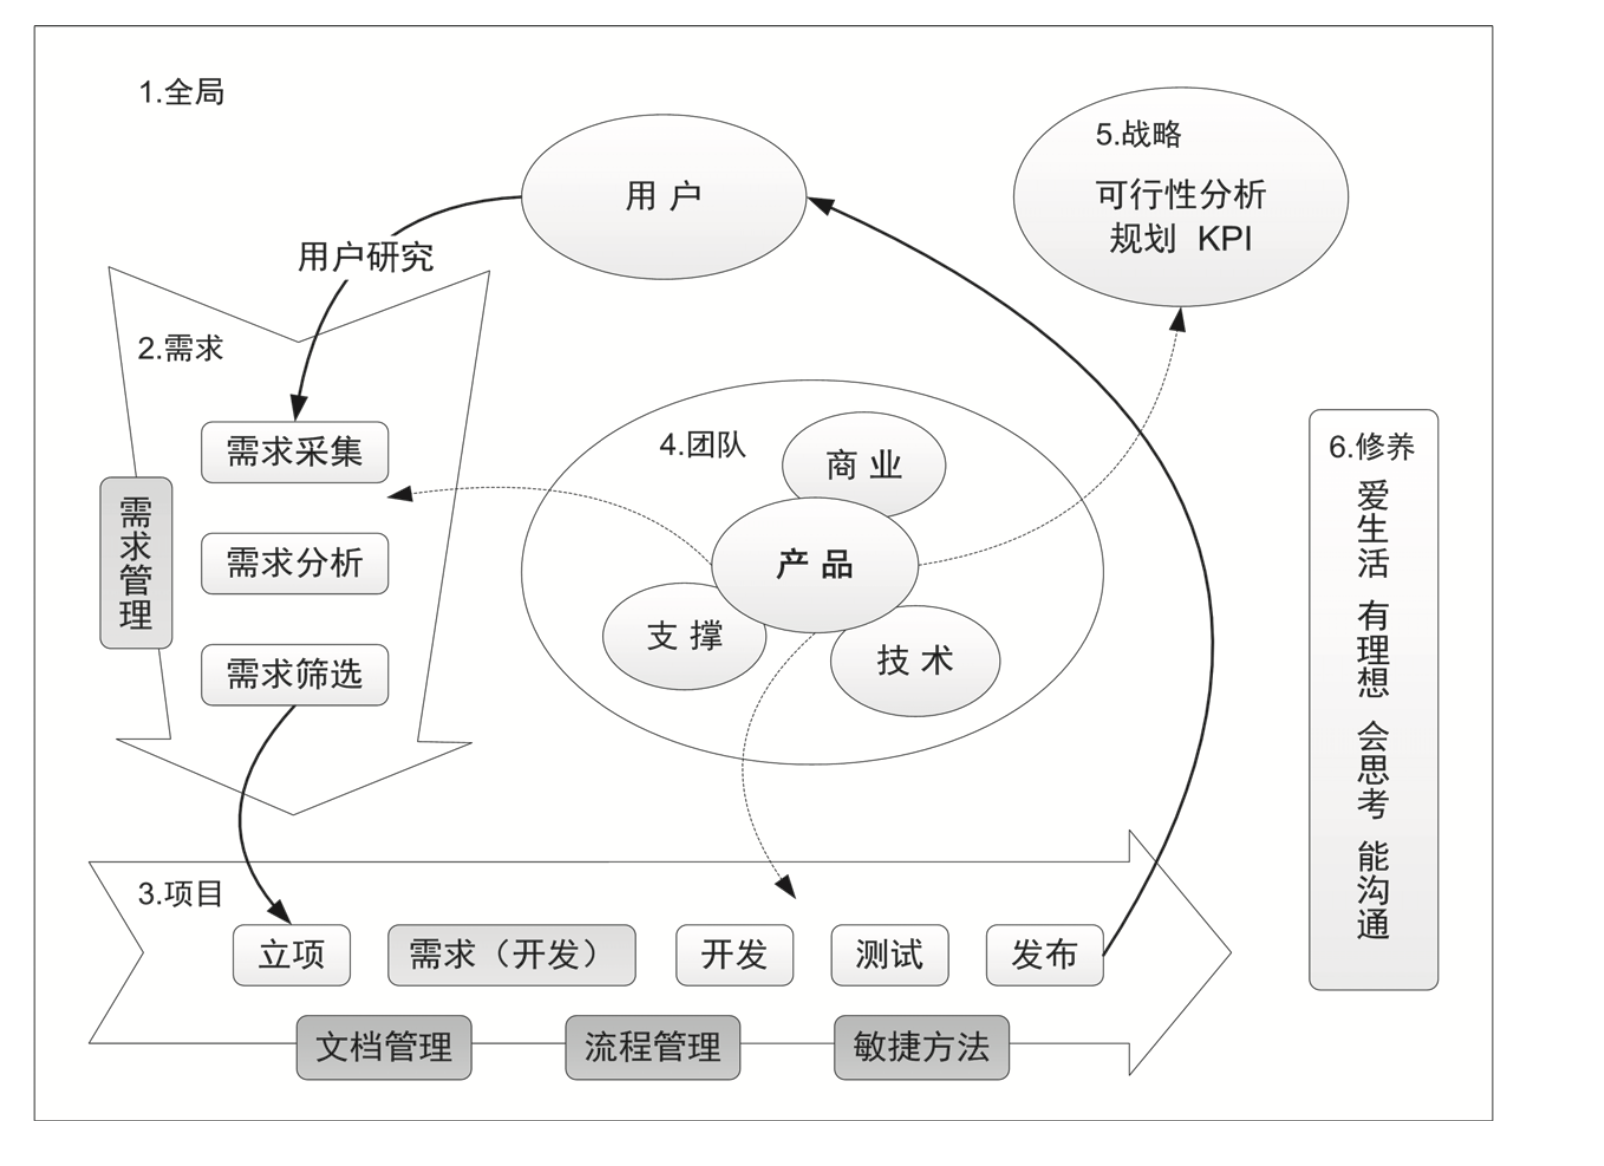 1.全局
用 户
5.战略
可行性分析
规划 KPI
用户研究
2.需求
需求采集
需求分析
需求筛选
需求管理
4.团队
商 业
产 品
支 撑
技 术
6.修养
爱生活 有理想 会思考 能沟通
3.项目
立项
需求（开发）
开发
测试
发布
文档管理
流程管理
敏捷方法